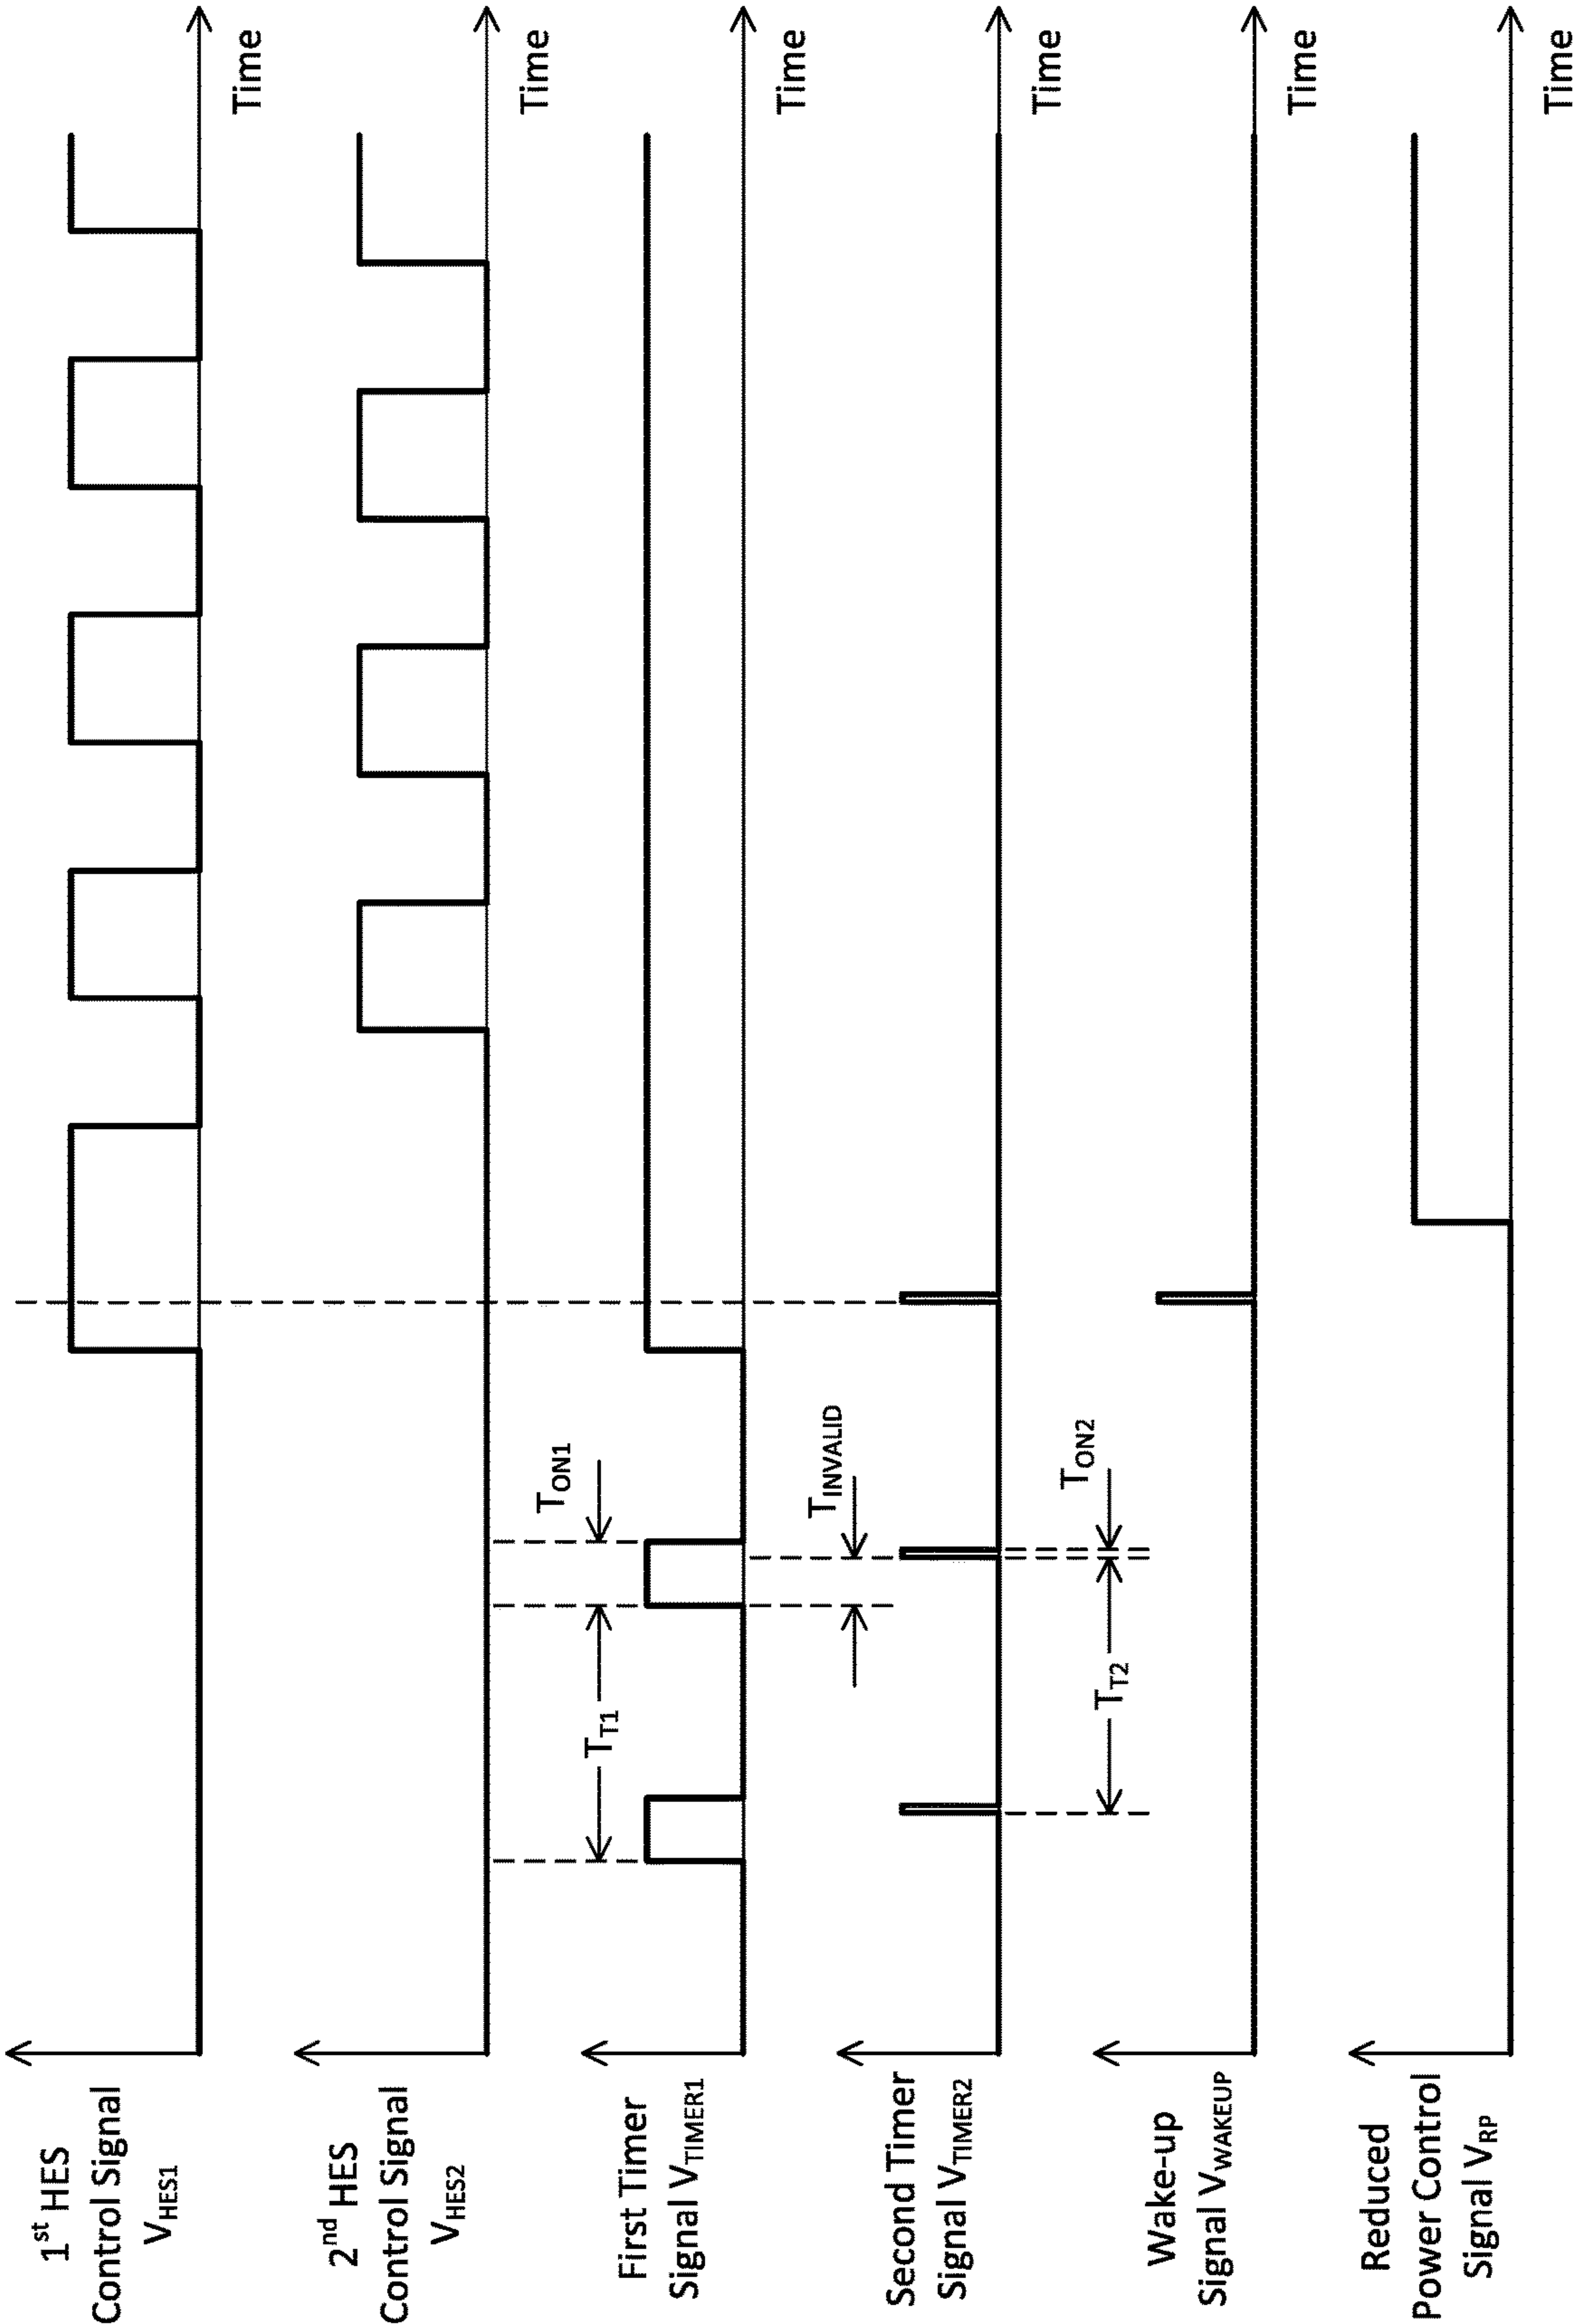 1st HES
Control Signal
VHES1
Time
2nd HES
Control Signal
VHES2
Time
First Timer
Signal VTIMER1
TT1
TON1
Time
Second Timer
Signal VTIMER2
TINVALID
Time
Wake-up
Signal VWAKEUP
TT2
TON2
Time
Reduced
Power Control
Signal VRP
Time